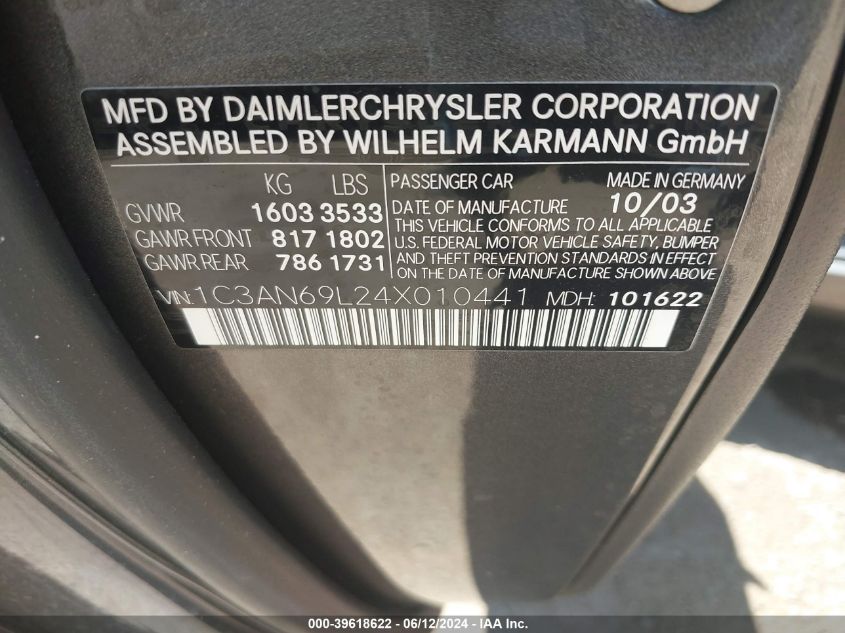 MFD BY DAIMLERCHRYSLER CORPORATION
ASSEMBLED BY WILHELM KARMANN GmbH
KG LBS
GVWR 1603 3533
GAWR FRONT 817 1802
GAWR REAR 786 1731
PASSENGER CAR MADE IN GERMANY
DATE OF MANUFACTURE 10/03
THIS VEHICLE CONFORMS TO ALL APPLICABLE
U.S. FEDERAL MOTOR VEHICLE SAFETY, BUMPER
AND THEFT PREVENTION STANDARDS IN EFFECT
ON THE DATE OF MANUFACTURE SHOWN ABOVE
VIN: 1C3AN69L24X010441 MDH: 101622
000-39618622 - 06/12/2024 - IAA Inc.